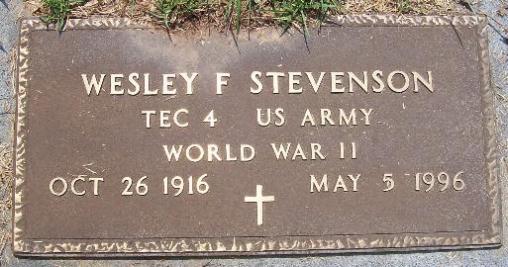 WESLEY F STEVENSON
TEC 4 US ARMY
WORLD WAR II
OCT 26 1916 MAY 5 1996